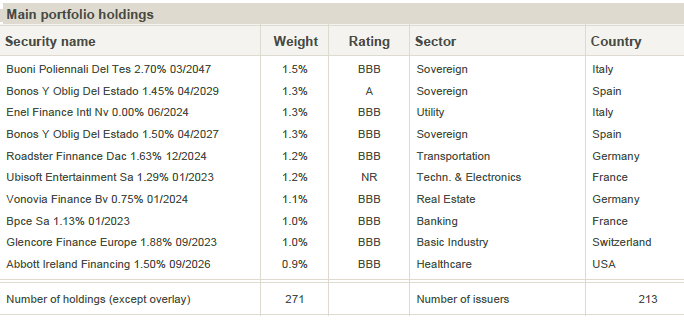 Main portfolio holdings
Security name Weight Rating Sector Country
Buoni Poliennali Del Tes 2.70% 03/2047 1.5% BBB Sovereign Italy
Bonos Y Oblig Del Estado 1.45% 04/2029 1.3% A Sovereign Spain
Enel Finance Intl Nv 0.00% 06/2024 1.3% BBB Utility Italy
Bonos Y Oblig Del Estado 1.50% 04/2027 1.3% BBB Sovereign Spain
Roadster Finnance Dac 1.63% 12/2024 1.2% BBB Transportation Germany
Ubisoft Entertainment Sa 1.29% 01/2023 1.2% NR Techn. & Electronics France
Vonovia Finance Bv 0.75% 01/2024 1.1% BBB Real Estate Germany
Bpce Sa 1.13% 01/2023 1.0% BBB Banking France
Glencore Finance Europe 1.88% 09/2023 1.0% BBB Basic Industry Switzerland
Abbott Ireland Financing 1.50% 09/2026 0.9% BBB Healthcare USA
Number of holdings (except overlay) 271 Number of issuers 213